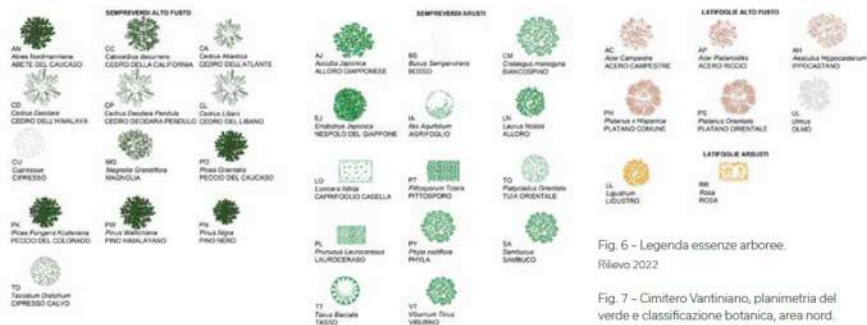 SEMPREVERDI ALTO FUSTO
AN
Abies Nordmanniana
ABETE DEL CAUCASO
CC
Calocedrus decurrens
CEDRO DELLA CALIFORNIA
CA
Cedrus Atlantica
CEDRO DELL'ATLANTE
CD
Cedrus Deodara
CEDRO DELL'HIMALAYA
CP
Cedrus Deodara Pendula
CEDRO DEODARA PENDULO
CL
Cedrus Libani
CEDRO DEL LIBANO
CU
Cupressus
CIPRESSO
MG
Magnolia Grandiflora
MAGNOLIA
PO
Picea Orientalis
PECCIO DEL CAUCASO
PK
Picea Pungens Kosteriana
PECCIO DEL COLORADO
PW
Pinus Wallichiana
PINO HIMALAYANO
PN
Pinus Nigra
PINO NERO
TD
Taxodium Distichum
CIPRESSO CALVO
SEMPREVERDI ARUSTI
AJ
Aucuba Japonica
ALLORO GIAPPONESE
BS
Buxus Sempervirens
BOSSO
CM
Crataegus monogyna
BIANCOSPINO
EJ
Eriobotrya Japonica
NESPOLO DEL GIAPPONE
IA
Ilex Aquifolium
AGRIFOGLIO
LN
Laurus Nobilis
ALLORO
LO
Lonicera Nitida
CAPRIFOGLIO CASELLA
PT
Pittosporum Tobira
PITTOSPORO
TO
Platycladus Orientalis
TUIA ORIENTALE
PL
Prunus Laurocerasus
LAUROCERASO
PY
Phyla nodiflora
PHYLA
SA
Sambucus
SAMBUCO
TT
Taxus Baccata
TASSO
VT
Viburnum Tinus
VIBURNO
LATIFOGLIE ALTO FUSTO
AC
Acer Campestre
ACERO CAMPESTRE
AP
Acer Platanoides
ACERO RICCIO
AH
Aesculus Hippocastanum
IPPOCASTANO
PH
Platanus x Hispanica
PLATANO COMUNE
PS
Platanus Orientalis
PLATANO ORIENTALE
UL
Ulmus
OLMO
LATIFOGLIE ARBUSTI
LL
Ligustrum
LIGUSTRO
RR
Rosa
ROSA
Fig. 6 – Legenda essenze arboree.
Rilievo 2022
Fig. 7 – Cimitero Vantiniano, planimetria del
verde e classificazione botanica, area nord.